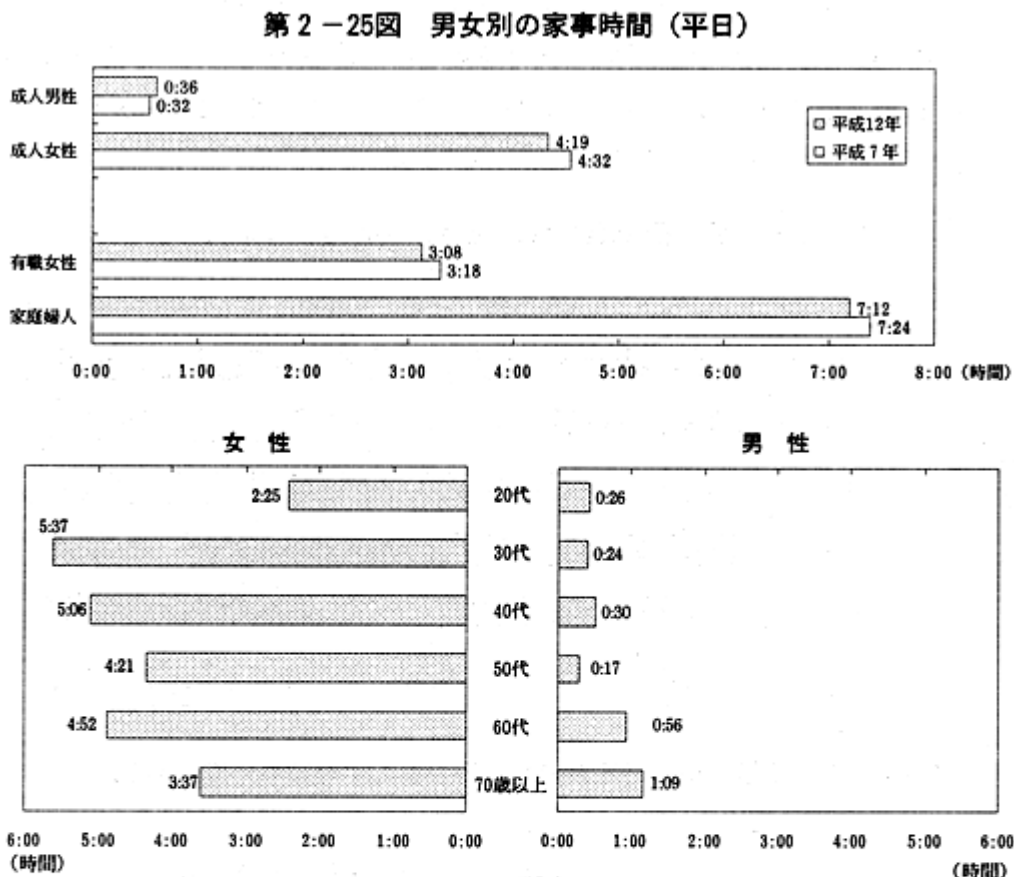 第2-25図 男女別の家事時間(平日)
成人男性 0:36
0:32
□ 平成12年
□ 平成7年
成人女性 4:19
4:32
有職女性 3:08
3:18
家庭婦人 7:12
7:24
0:00 1:00 2:00 3:00 4:00 5:00 6:00 7:00 8:00 (時間)
女 性 男 性
2:25 20代 0:26
5:37 30代 0:24
5:06 40代 0:30
4:21 50代 0:17
4:52 60代 0:56
3:37 70歳以上 1:09
6:00 5:00 4:00 3:00 2:00 1:00 0:00 0:00 1:00 2:00 3:00 4:00 5:00 6:00
(時間) (時間)